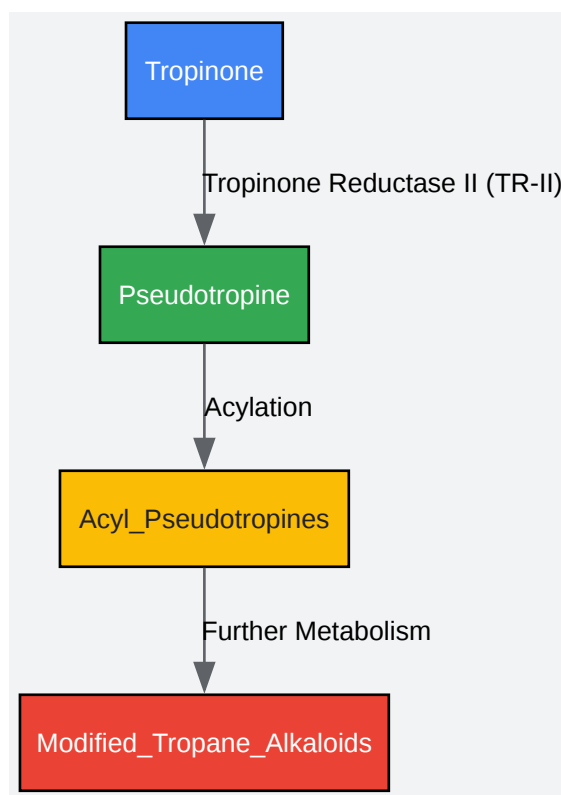 Tropinone
Tropinone Reductase II (TR-II)
Pseudotropine
Acylation
Acyl_Pseudotropines
Further Metabolism
Modified_Tropane_Alkaloids